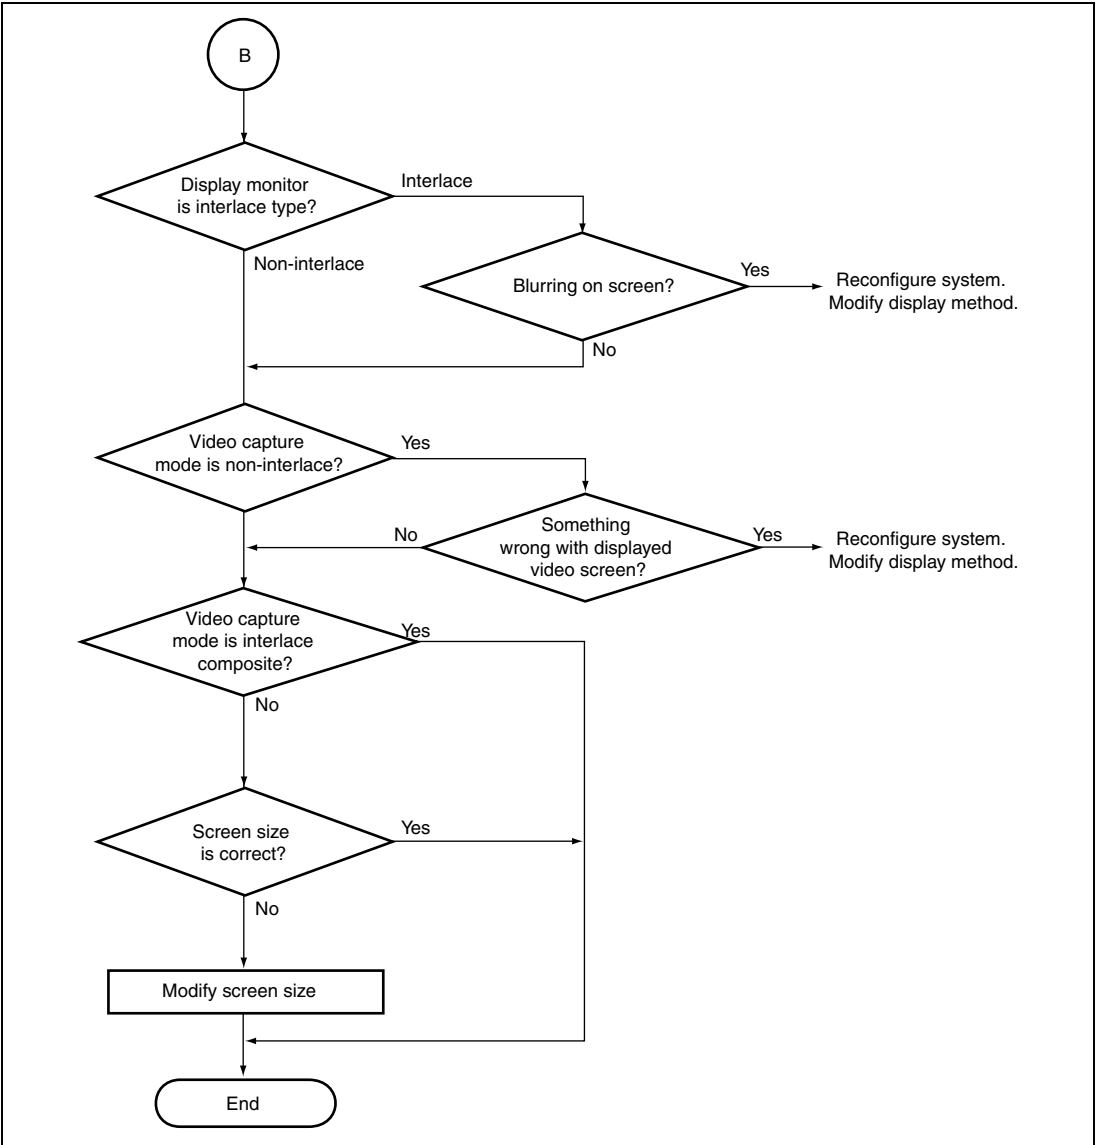 B
Display monitor
is interlace type?
Interlace
Non-interlace
Blurring on screen?
Yes
Reconfigure system.
Modify display method.
No
Video capture
mode is non-interlace?
Yes
Something
wrong with displayed
video screen?
No
Yes
Reconfigure system.
Modify display method.
Video capture
mode is interlace
composite?
Yes
No
Screen size
is correct?
Yes
No
Modify screen size
End